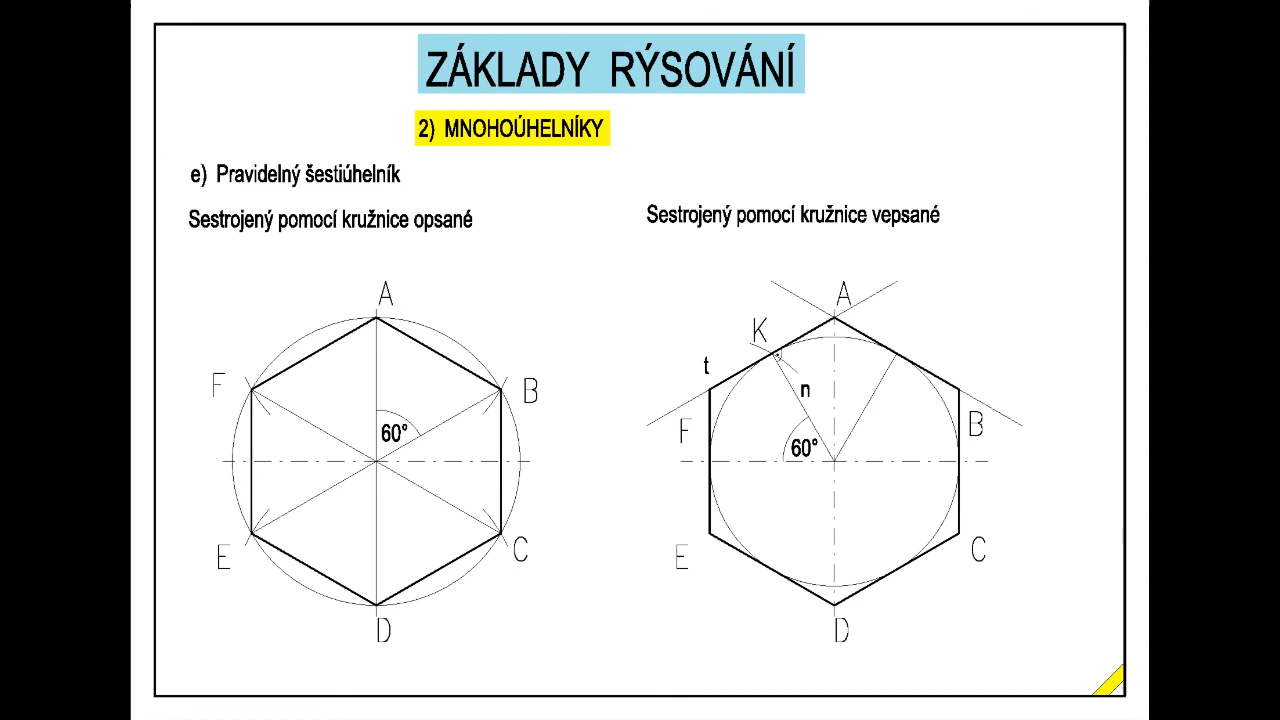 ZÁKLADY RÝSOVÁNÍ
2) MNOHOÚHELNÍKY
e) Pravidelný šestiúhelník
Sestrojený pomocí kružnice opsané
A
F
B
60°
E
C
D
Sestrojený pomocí kružnice vepsané
A
K
t
n
F
B
60°
E
C
D